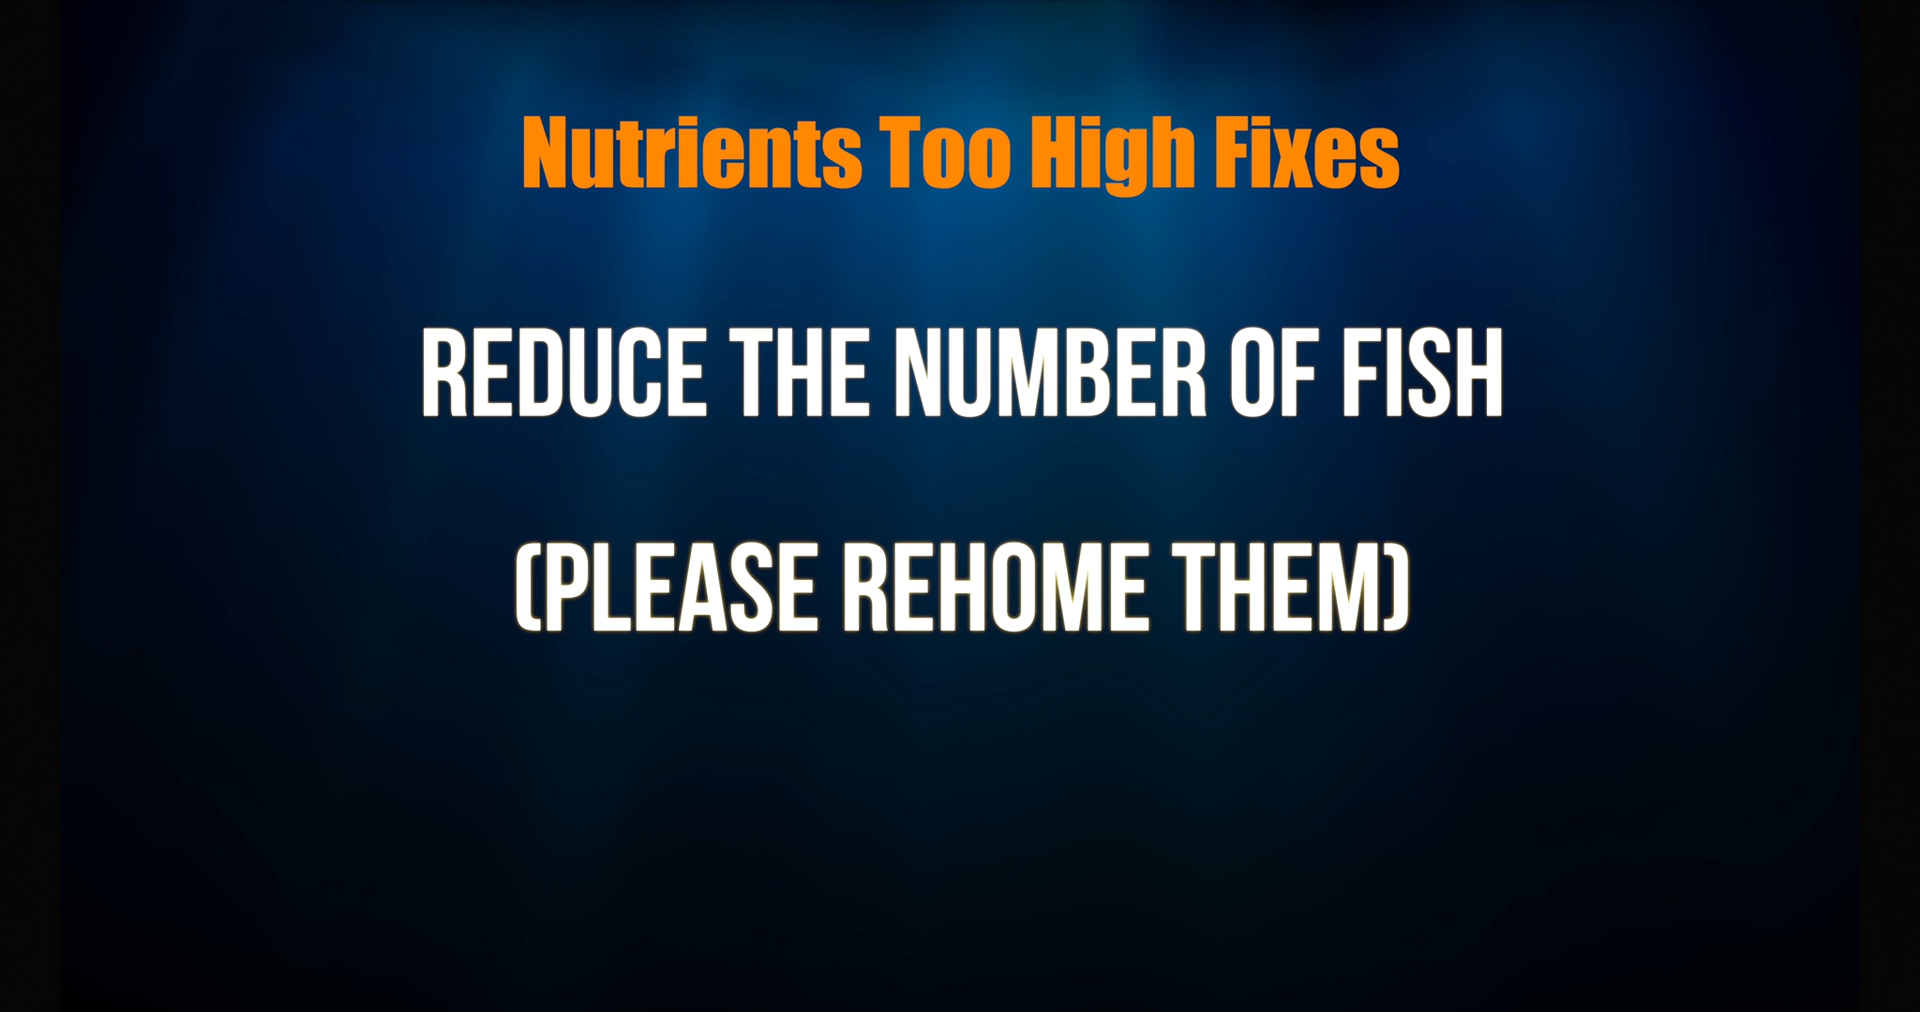 Nutrients Too High Fixes
REDUCE THE NUMBER OF FISH
(PLEASE REHOME THEM)